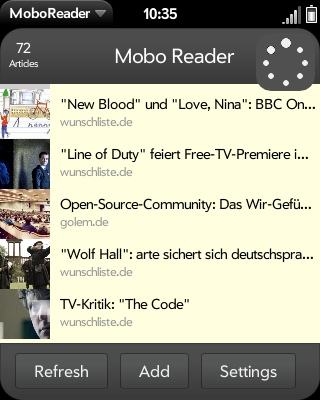 MoboReader
10:35
72
Articles
Mobo Reader
"New Blood" und "Love, Nina": BBC On...
wunschliste.de
"Line of Duty" feiert Free-TV-Premiere i...
wunschliste.de
Open-Source-Community: Das Wir-Gefü...
golem.de
"Wolf Hall": arte sichert sich deutschspra...
wunschliste.de
TV-Kritik: "The Code"
wunschliste.de
Refresh
Add
Settings